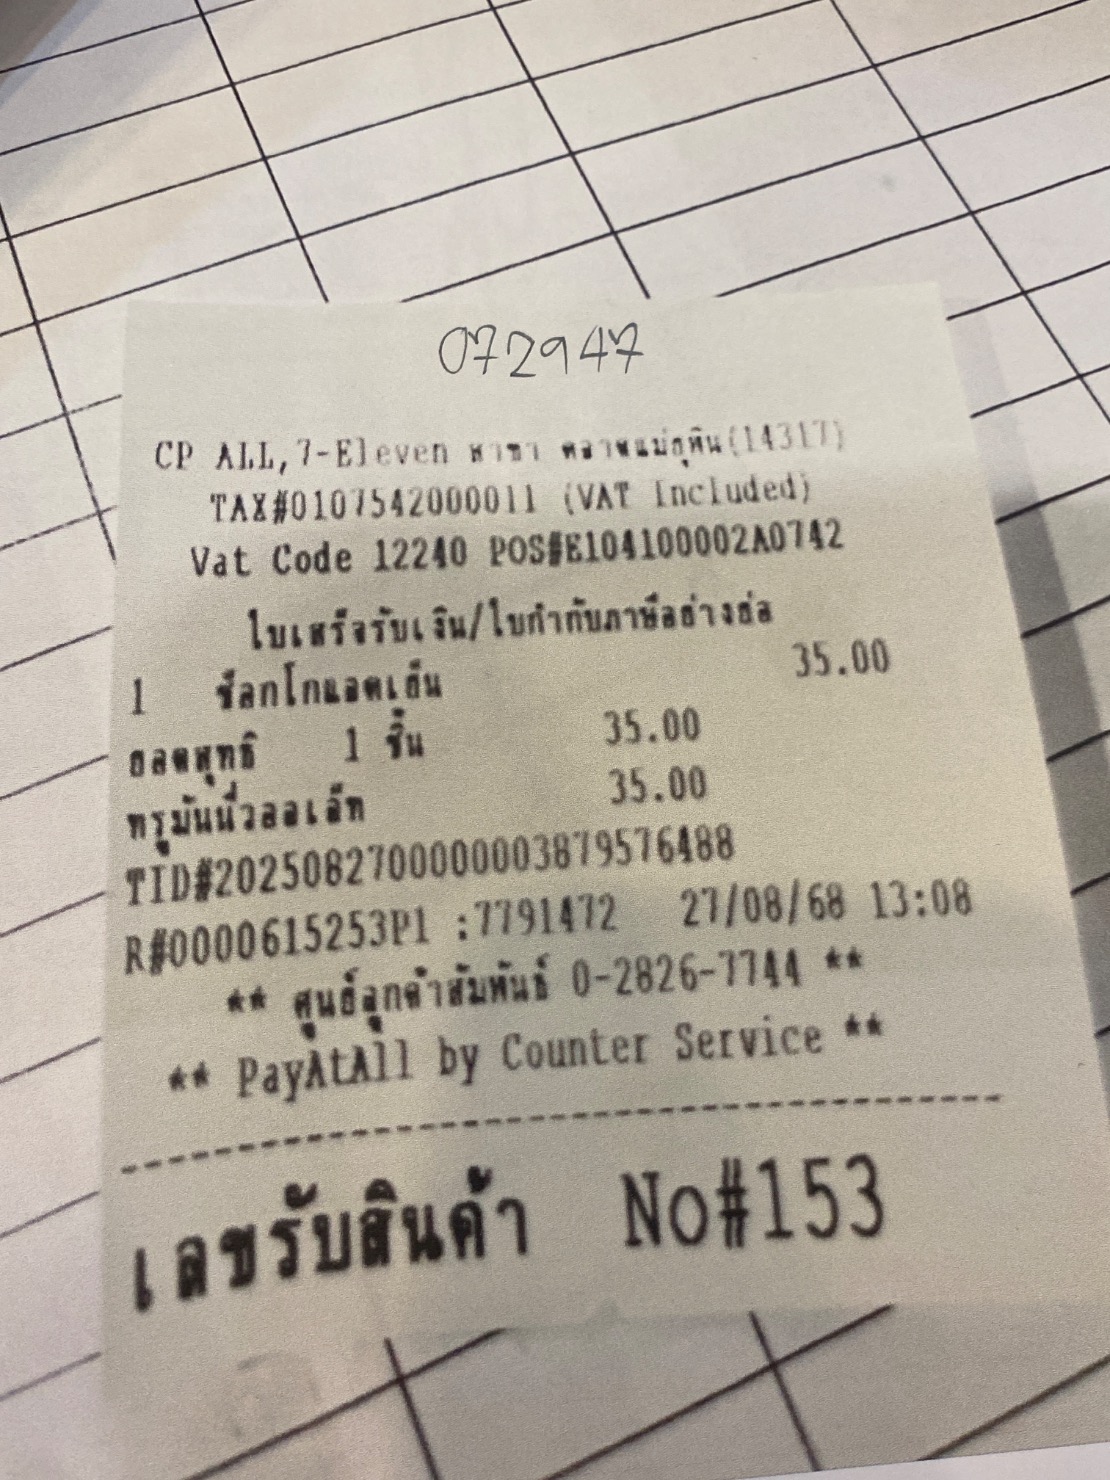 072947
CP ALL,7-Eleven สาขา ตลาดแม่(14317)
TAX#0107542000011 (VAT Included)
Vat Code 12240 POS#E104100002A0742
ใบเสร็จรับเงิน/ใบกำกับภาษีอย่างย่อ
1 ช็อกโกแลตเย็น 35.00
ยอดสุทธิ 1 ชิ้น 35.00
ทรูมันนี่วอลเล็ท 35.00
TID#2025082700000003879576488
R#0000615253P1 :7791472 27/08/68 13:08
** ศูนย์ลูกค้าสัมพันธ์ 0-2826-7744 **
** PayAtAll by Counter Service **
เลขรับสินค้า No#153